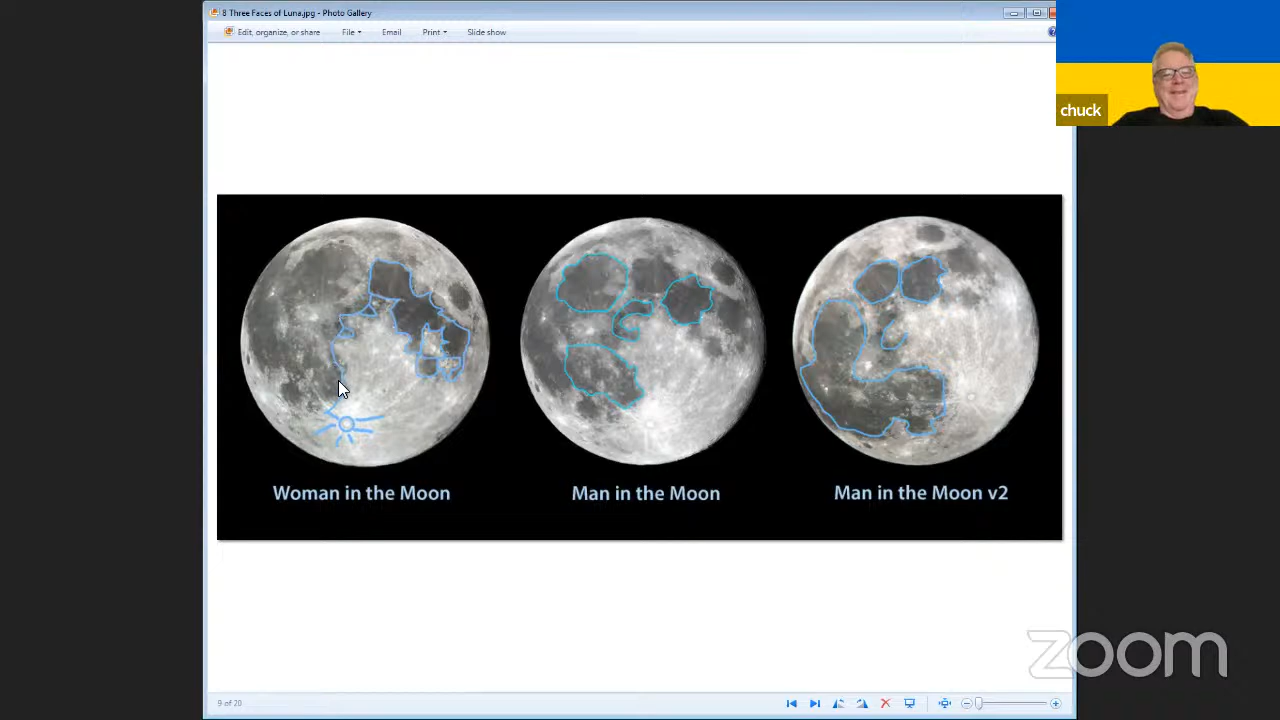 8 Three Faces of Luna.jpg - Photo Gallery
Edit, organize, or share File Email Print Slide show
chuck
Woman in the Moon Man in the Moon Man in the Moon v2
zoom
9 of 20